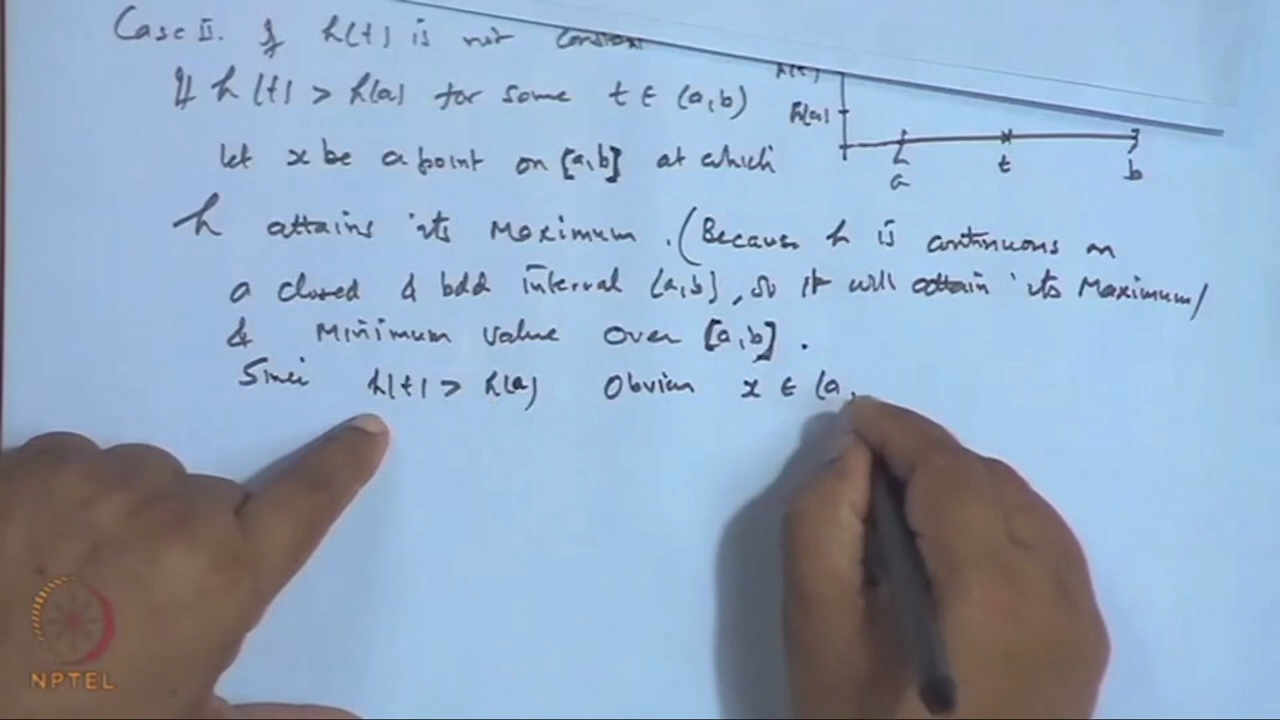 Case II. If h(t) is not constan
If h(t) > h(a) for some t ∈ (a,b)
h(t)
h(a)
a
t
b
let x be a point on [a,b] at which
h attains its Maximum. (Because h is continuous on
a closed & bdd interval [a,b], so it will attain its Maximum/
& Minimum value over [a,b].
Since h(t) > h(a) Obvious x ∈ (a,
NPTEL